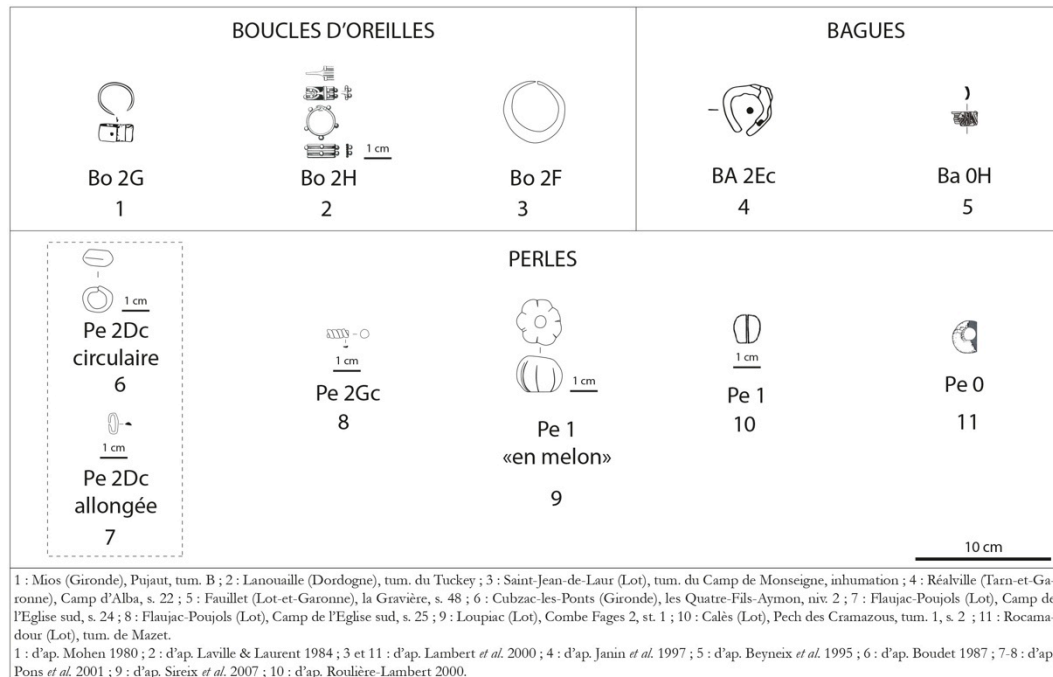 BOUCLES D'OREILLES
BAGUES
1 cm
Bo 2G
Bo 2H
Bo 2F
BA 2Ec
Ba 0H
1
2
3
4
5
PERLES
1 cm
Pe 2Dc
circulaire
6
1 cm
Pe 2Dc
allongée
7
1 cm
Pe 2Gc
8
1 cm
Pe 1
«en melon»
9
1 cm
Pe 1
10
Pe 0
11
10 cm
1 : Mios (Gironde), Pujaut, tum. B ; 2 : Lanouaille (Dordogne), tum. du Tuckey ; 3 : Saint-Jean-de-Laur (Lot), tum. du Camp de Monseigne, inhumation ; 4 : Réalville (Tarn-et-Ga-
ronne), Camp d'Alba, s. 22 ; 5 : Fauillet (Lot-et-Garonne), la Gravière, s. 48 ; 6 : Cubzac-les-Ponts (Gironde), les Quatre-Fils-Aymon, niv. 2 ; 7 : Flaujac-Poujols (Lot), Camp de
l'Eglise sud, s. 24 ; 8 : Flaujac-Poujols (Lot), Camp de l'Eglise sud, s. 25 ; 9 : Loupiac (Lot), Combe Fages 2, st. 1 ; 10 : Calès (Lot), Pech des Cramazous, tum. 1, s. 2 ; 11 : Rocama-
dour (Lot), tum. de Mazet.
1 : d'ap. Mohen 1980 ; 2 : d'ap. Laville & Laurent 1984 ; 3 et 11 : d'ap. Lambert et al. 2000 ; 4 : d'ap. Janin et al. 1997 ; 5 : d'ap. Beyneix et al. 1995 ; 6 : d'ap. Boudet 1987 ; 7-8 : d'ap.
Pons et al. 2001 ; 9 : d'ap. Sireix et al. 2007 ; 10 : d'ap. Roulière-Lambert 2000.